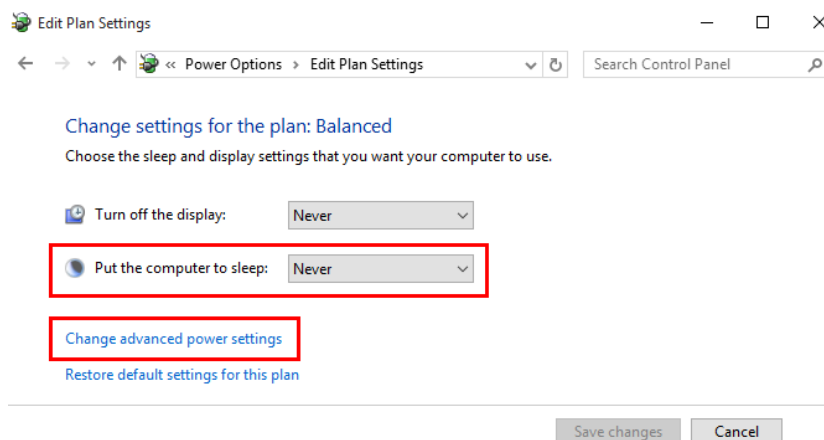 Edit Plan Settings
« Power Options > Edit Plan Settings
Search Control Panel
Change settings for the plan: Balanced
Choose the sleep and display settings that you want your computer to use.
Turn off the display: Never
Put the computer to sleep: Never
Change advanced power settings
Restore default settings for this plan
Save changes Cancel